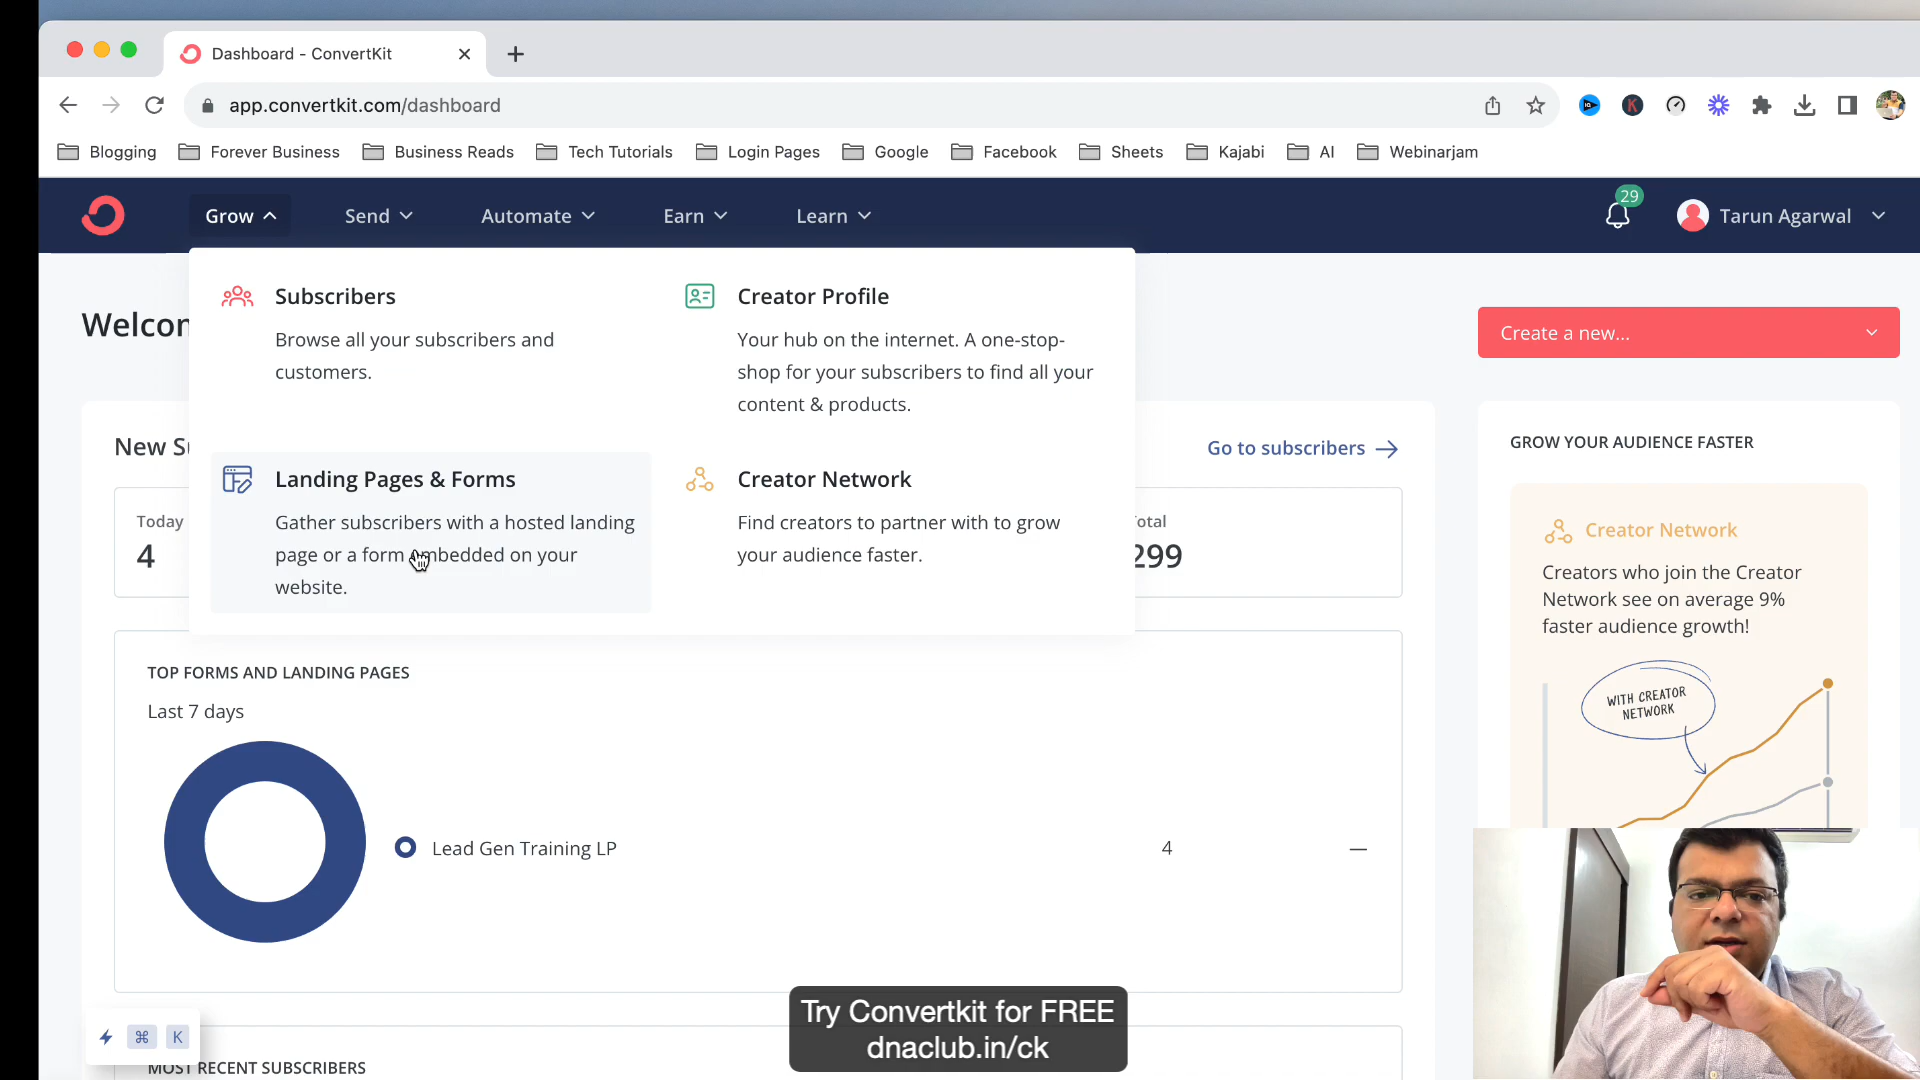 Dashboard - ConvertKit
app.convertkit.com/dashboard
Blogging Forever Business Business Reads Tech Tutorials Login Pages Google Facebook Sheets Kajabi AI Webinarjam
Grow Send Automate Earn Learn 29 Tarun Agarwal
Subscribers
Browse all your subscribers and
customers.
Creator Profile
Your hub on the internet. A one-stop-
shop for your subscribers to find all your
content & products.
Landing Pages & Forms
Gather subscribers with a hosted landing
page or a form embedded on your
website.
Creator Network
Find creators to partner with to grow
your audience faster.
Welcon
Create a new...
New Su
Go to subscribers
Today
4
Total
299
TOP FORMS AND LANDING PAGES
Last 7 days
Lead Gen Training LP 4 —
GROW YOUR AUDIENCE FASTER
Creator Network
Creators who join the Creator
Network see on average 9%
faster audience growth!
WITH CREATOR
NETWORK
⌘ K
MOST RECENT SUBSCRIBERS
Try Convertkit for FREE
dnaclub.in/ck